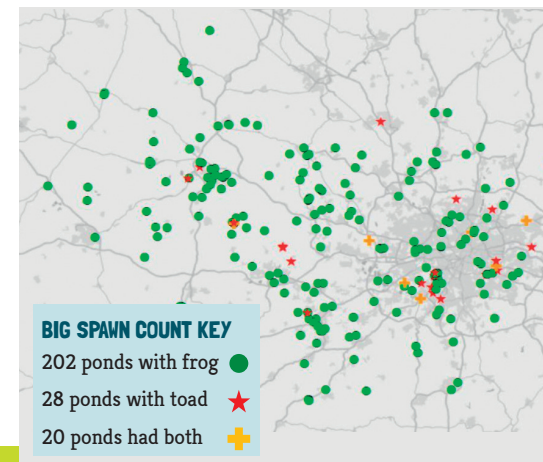 BIG SPAWN COUNT KEY
202 ponds with frog
28 ponds with toad
20 ponds had both